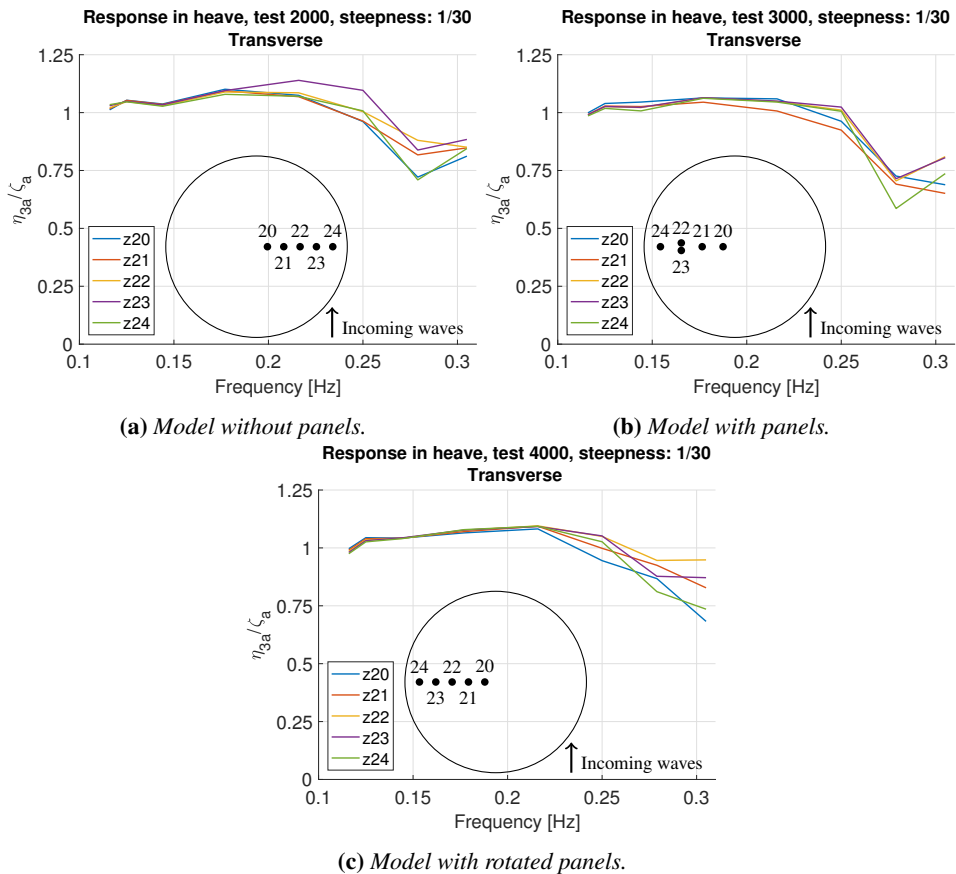 Response in heave, test 2000, steepness: 1/30
Transverse
1.25
1
0.75
0.5
0.25
0
η3a/ζa
20 22 24
21 23
z20
z21
z22
z23
z24
Incoming waves
0.1 0.15 0.2 0.25 0.3
Frequency [Hz]
(a) Model without panels.
Response in heave, test 3000, steepness: 1/30
Transverse
1.25
1
0.75
0.5
0.25
0
η3a/ζa
24 22 21 20
23
z20
z21
z22
z23
z24
Incoming waves
0.1 0.15 0.2 0.25 0.3
Frequency [Hz]
(b) Model with panels.
Response in heave, test 4000, steepness: 1/30
Transverse
1.25
1
0.75
0.5
0.25
0
η3a/ζa
24 22 20
23 21
z20
z21
z22
z23
z24
Incoming waves
0.1 0.15 0.2 0.25 0.3
Frequency [Hz]
(c) Model with rotated panels.